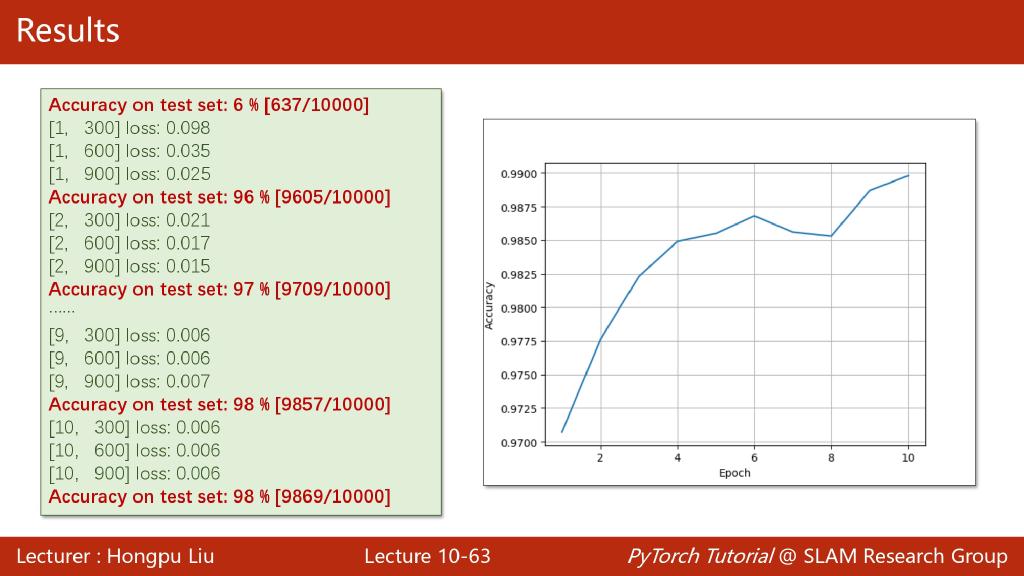 Results
Accuracy on test set: 6 % [637/10000]
[1,   300] loss: 0.098
[1,   600] loss: 0.035
[1,   900] loss: 0.025
Accuracy on test set: 96 % [9605/10000]
[2,   300] loss: 0.021
[2,   600] loss: 0.017
[2,   900] loss: 0.015
Accuracy on test set: 97 % [9709/10000]
......
[9,   300] loss: 0.006
[9,   600] loss: 0.006
[9,   900] loss: 0.007
Accuracy on test set: 98 % [9857/10000]
[10,   300] loss: 0.006
[10,   600] loss: 0.006
[10,   900] loss: 0.006
Accuracy on test set: 98 % [9869/10000]
0.9900
0.9875
0.9850
0.9825
0.9800
0.9775
0.9750
0.9725
0.9700
Accuracy
2 4 6 8 10
Epoch
Lecturer : Hongpu Liu
Lecture 10-63
PyTorch Tutorial @ SLAM Research Group